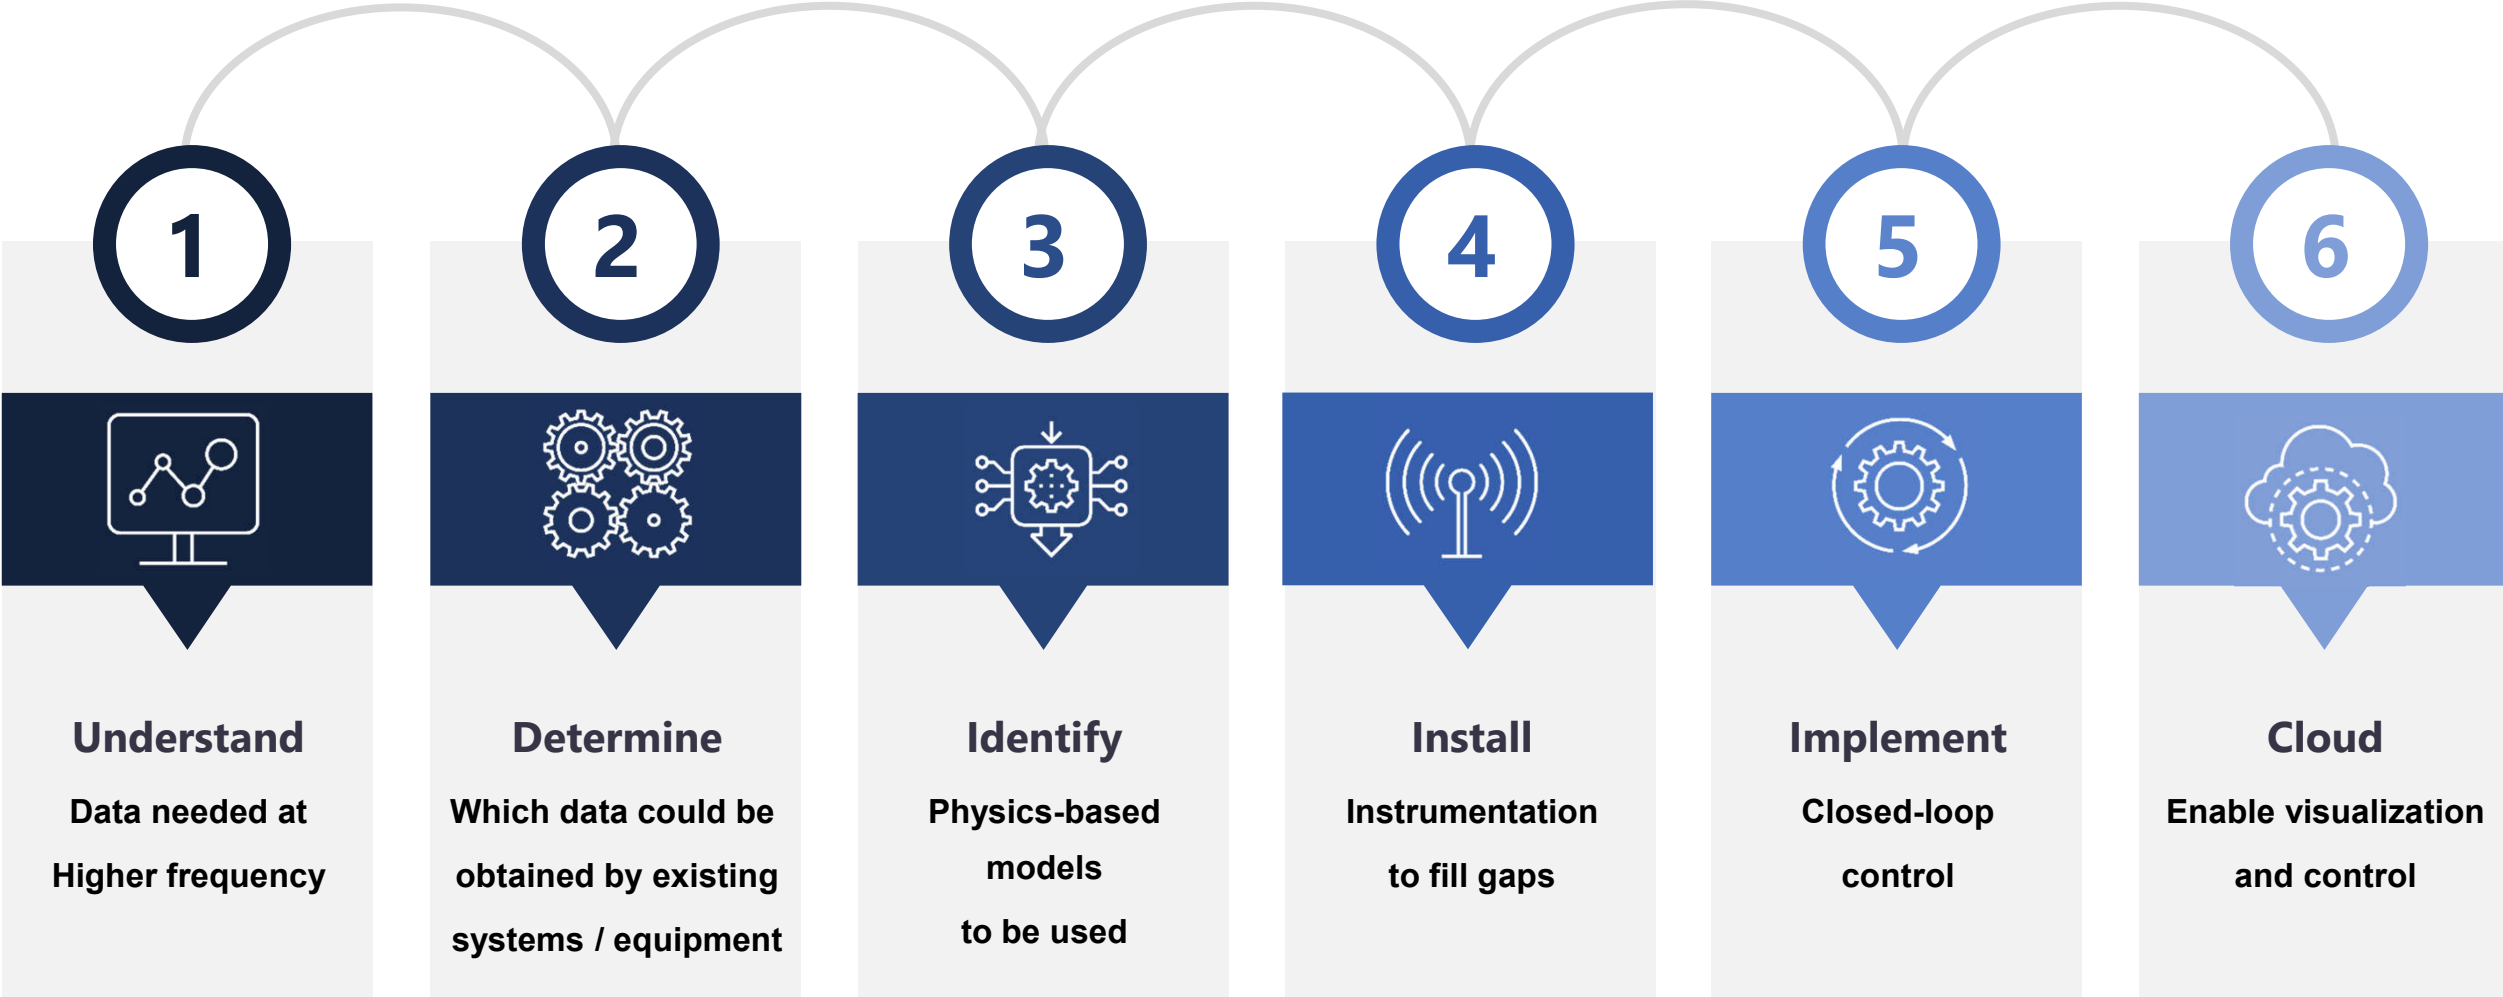 1
Understand
Data needed at
Higher frequency
2
Determine
Which data could be
obtained by existing
systems / equipment
3
Identify
Physics-based
models
to be used
4
Install
Instrumentation
to fill gaps
5
Implement
Closed-loop
control
6
Cloud
Enable visualization
and control